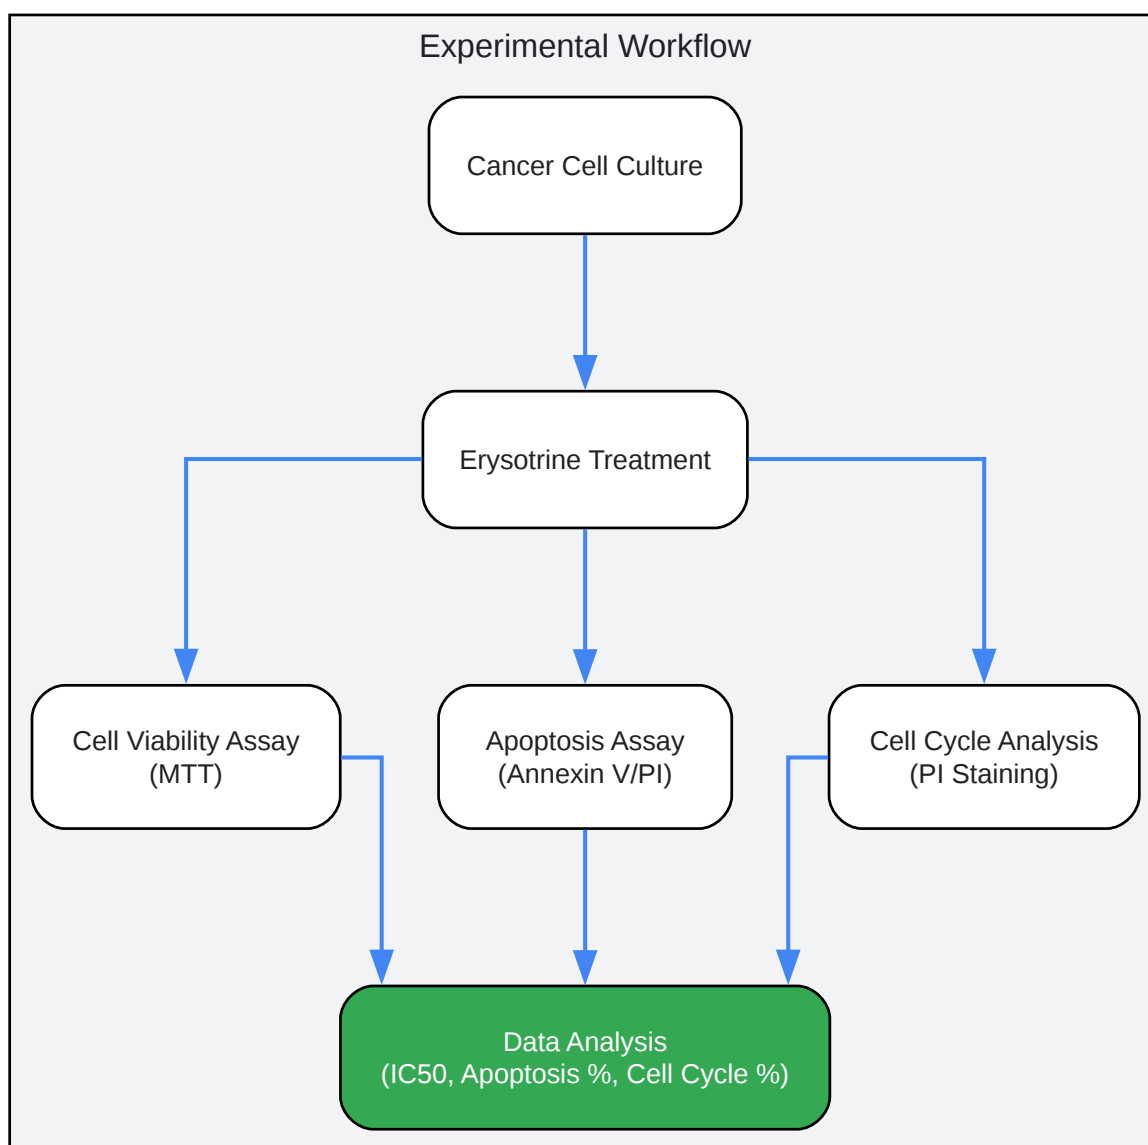 Experimental Workflow
Cancer Cell Culture
Erysotrine Treatment
Cell Viability Assay
(MTT)
Apoptosis Assay
(Annexin V/PI)
Cell Cycle Analysis
(PI Staining)
Data Analysis
(IC50, Apoptosis %, Cell Cycle %)